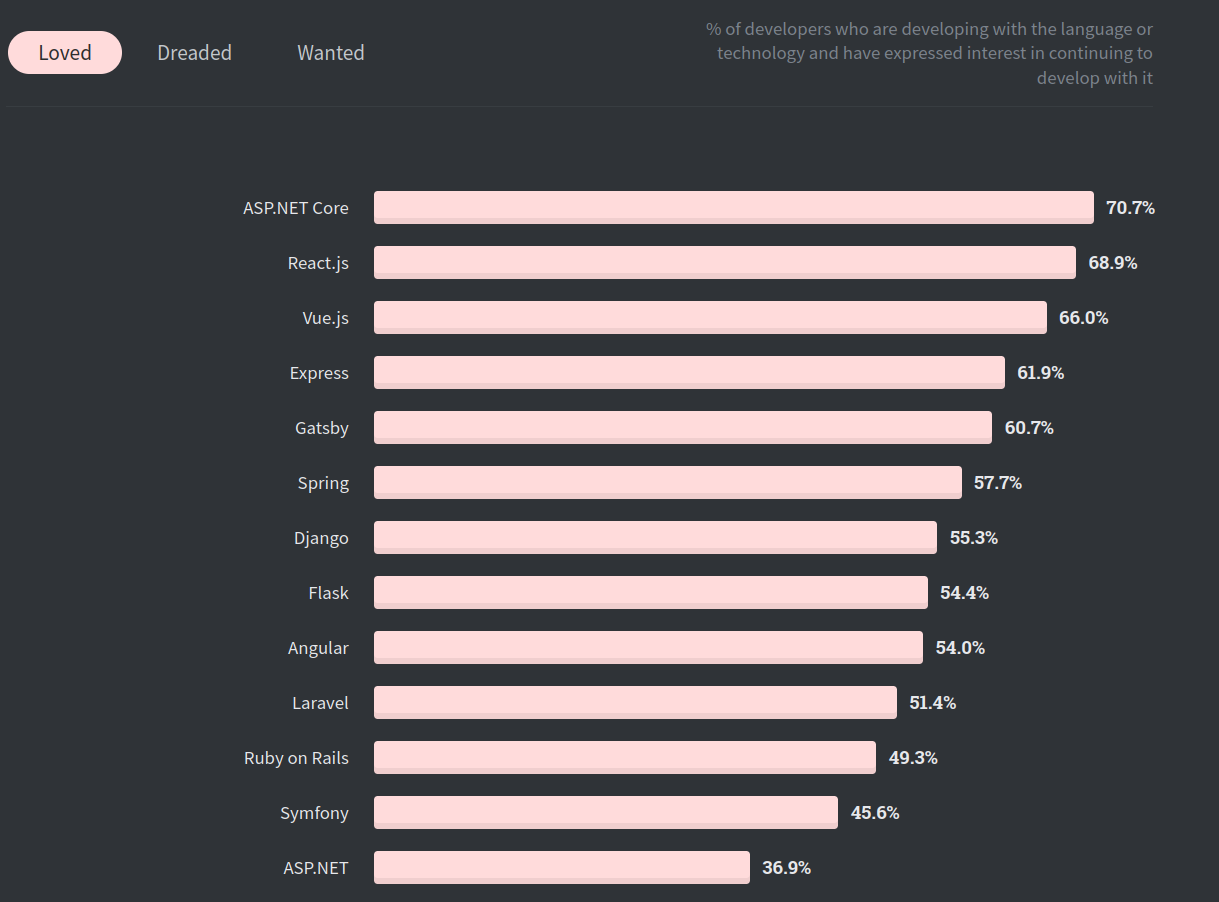 Loved Dreaded Wanted
% of developers who are developing with the language or
technology and have expressed interest in continuing to
develop with it
ASP.NET Core 70.7%
React.js 68.9%
Vue.js 66.0%
Express 61.9%
Gatsby 60.7%
Spring 57.7%
Django 55.3%
Flask 54.4%
Angular 54.0%
Laravel 51.4%
Ruby on Rails 49.3%
Symfony 45.6%
ASP.NET 36.9%